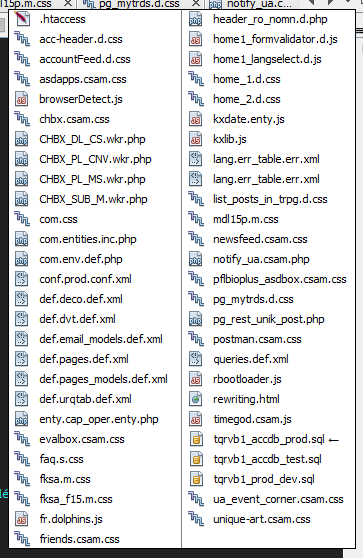 l15p.m.css
pg_mytrds.d.css
notify_ua.c...
.htaccess
acc-header.d.css
accountFeed.d.css
asdapps.csam.css
browserDetect.js
chbx.csam.css
CHBX_DL_CS.wkr.php
CHBX_PL_CNV.wkr.php
CHBX_PL_MS.wkr.php
CHBX_SUB_M.wkr.php
com.css
com.entities.inc.php
com.env.def.php
conf.prod.conf.xml
def.deco.def.xml
def.dvt.def.xml
def.email_models.def.xml
def.pages.def.xml
def.pages_models.def.xml
def.urqtab.def.xml
enty.cap_oper.enty.php
evalbox.csam.css
faq.s.css
fksa.m.css
fksa_f15.m.css
fr.dolphins.js
friends.csam.css
header_ro_nomn.d.php
home1_formvalidator.d.js
home1_langselect.d.js
home_1.d.css
home_2.d.css
kxdate.enty.js
kxlib.js
lang.err_table.err.xml
lang.err_table.err.xml
list_posts_in_trpg.d.css
mdl15p.m.css
newsfeed.csam.css
notify_ua.csam.php
pflbioplus_asdbox.csam.css
pg_mytrds.d.css
pg_rest_unik_post.php
postman.csam.css
queries.def.xml
rbootloader.js
rewriting.html
timegod.csam.js
tqrvb1_accdb_prod.sql ←
tqrvb1_accdb_test.sql
tqrvb1_prod_dev.sql
ua_event_corner.csam.css
unique-art.csam.css
lé